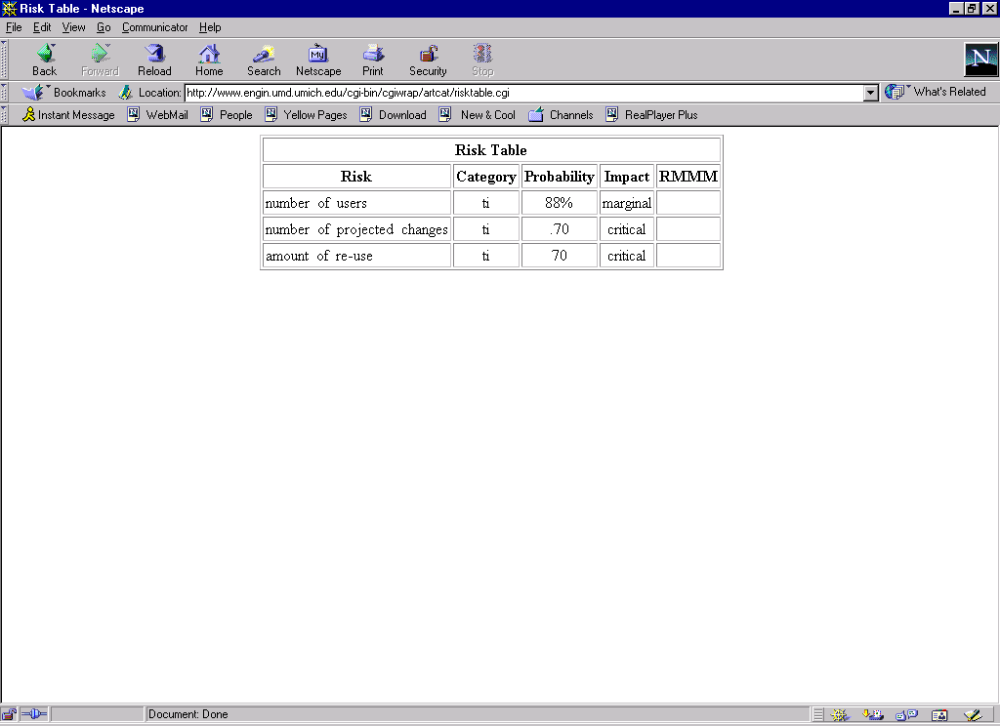 Risk Table - Netscape
File Edit View Go Communicator Help
My N
Back Forward Reload Home Search Netscape Print Security Stop
Bookmarks Location: http://www.engin.umd.umich.edu/cgi-bin/cgiwrap/artcat/risktable.cgi What's Related
Instant Message WebMail People Yellow Pages Download New & Cool Channels RealPlayer Plus
Risk Table
Risk Category Probability Impact RMMM
number of users ti 88% marginal
number of projected changes ti .70 critical
amount of re-use ti 70 critical
Document: Done